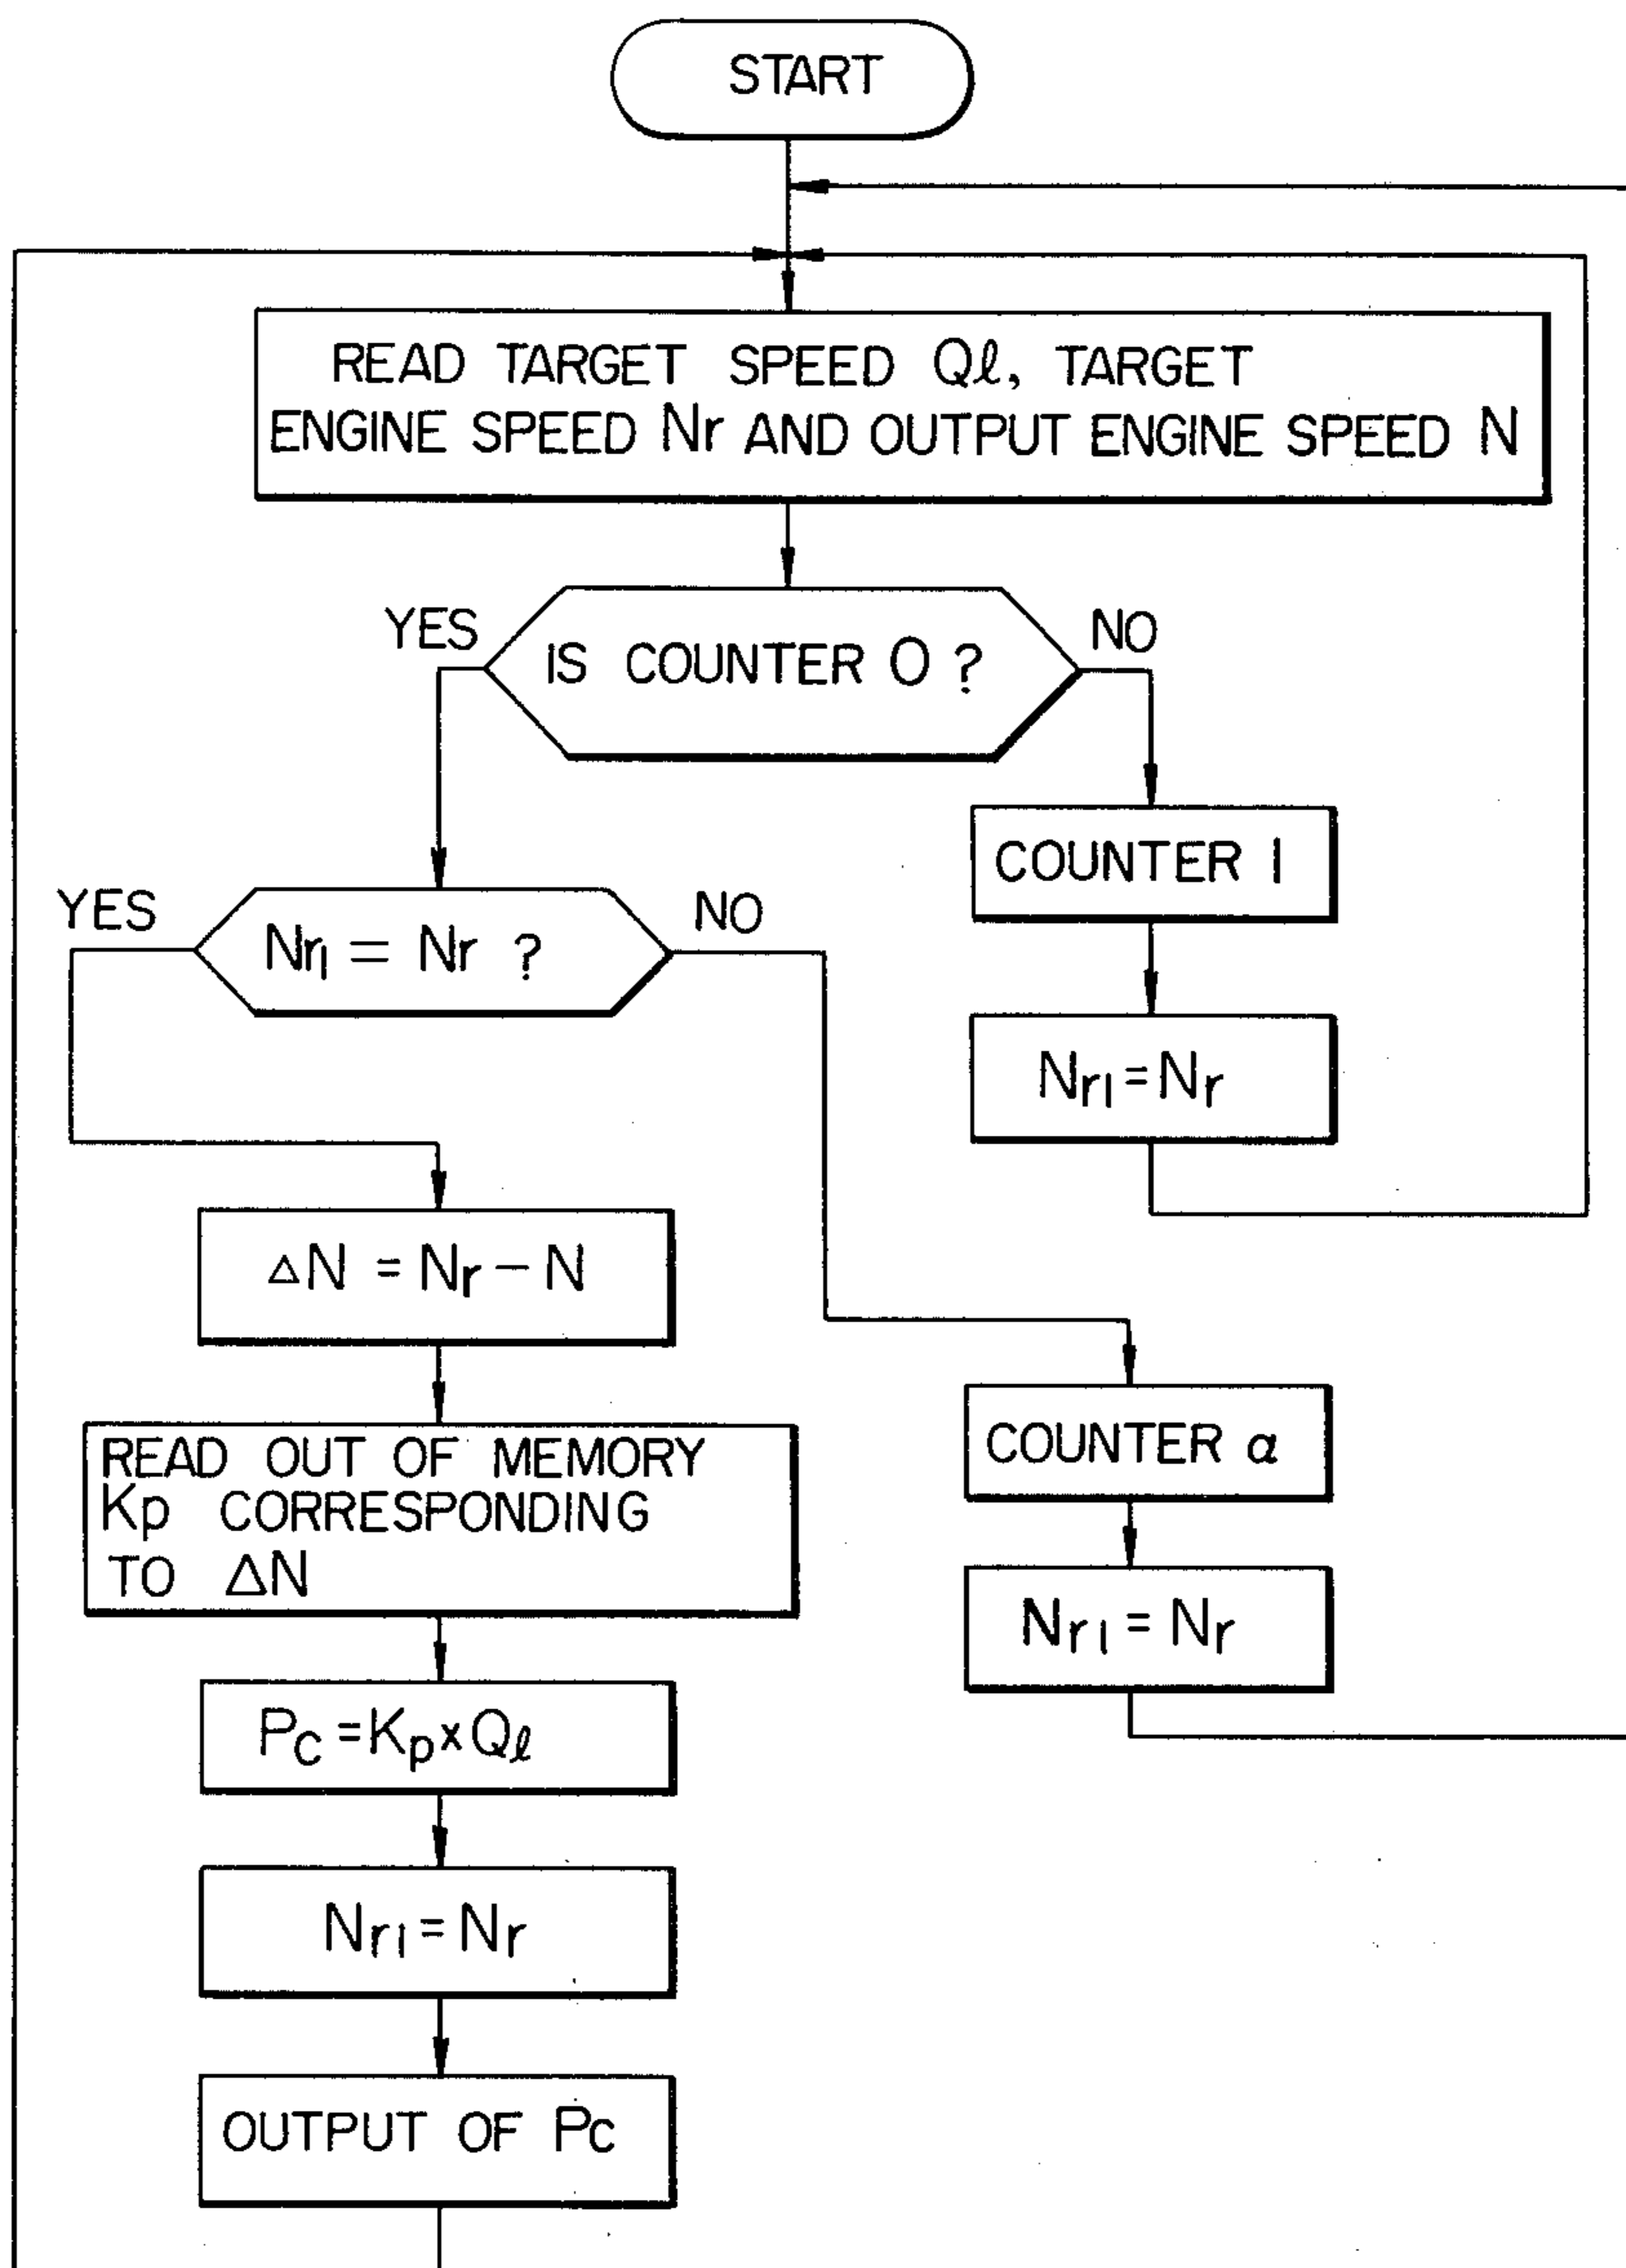 START
READ TARGET SPEED Qℓ, TARGET
ENGINE SPEED Nr AND OUTPUT ENGINE SPEED N
YES
IS COUNTER 0 ?
NO
COUNTER 1
YES
Nr1 = Nr ?
NO
Nr1 = Nr
ΔN = Nr − N
READ OUT OF MEMORY
Kp CORRESPONDING
TO ΔN
COUNTER α
Nr1 = Nr
Pc = Kp × Qℓ
Nr1 = Nr
OUTPUT OF Pc